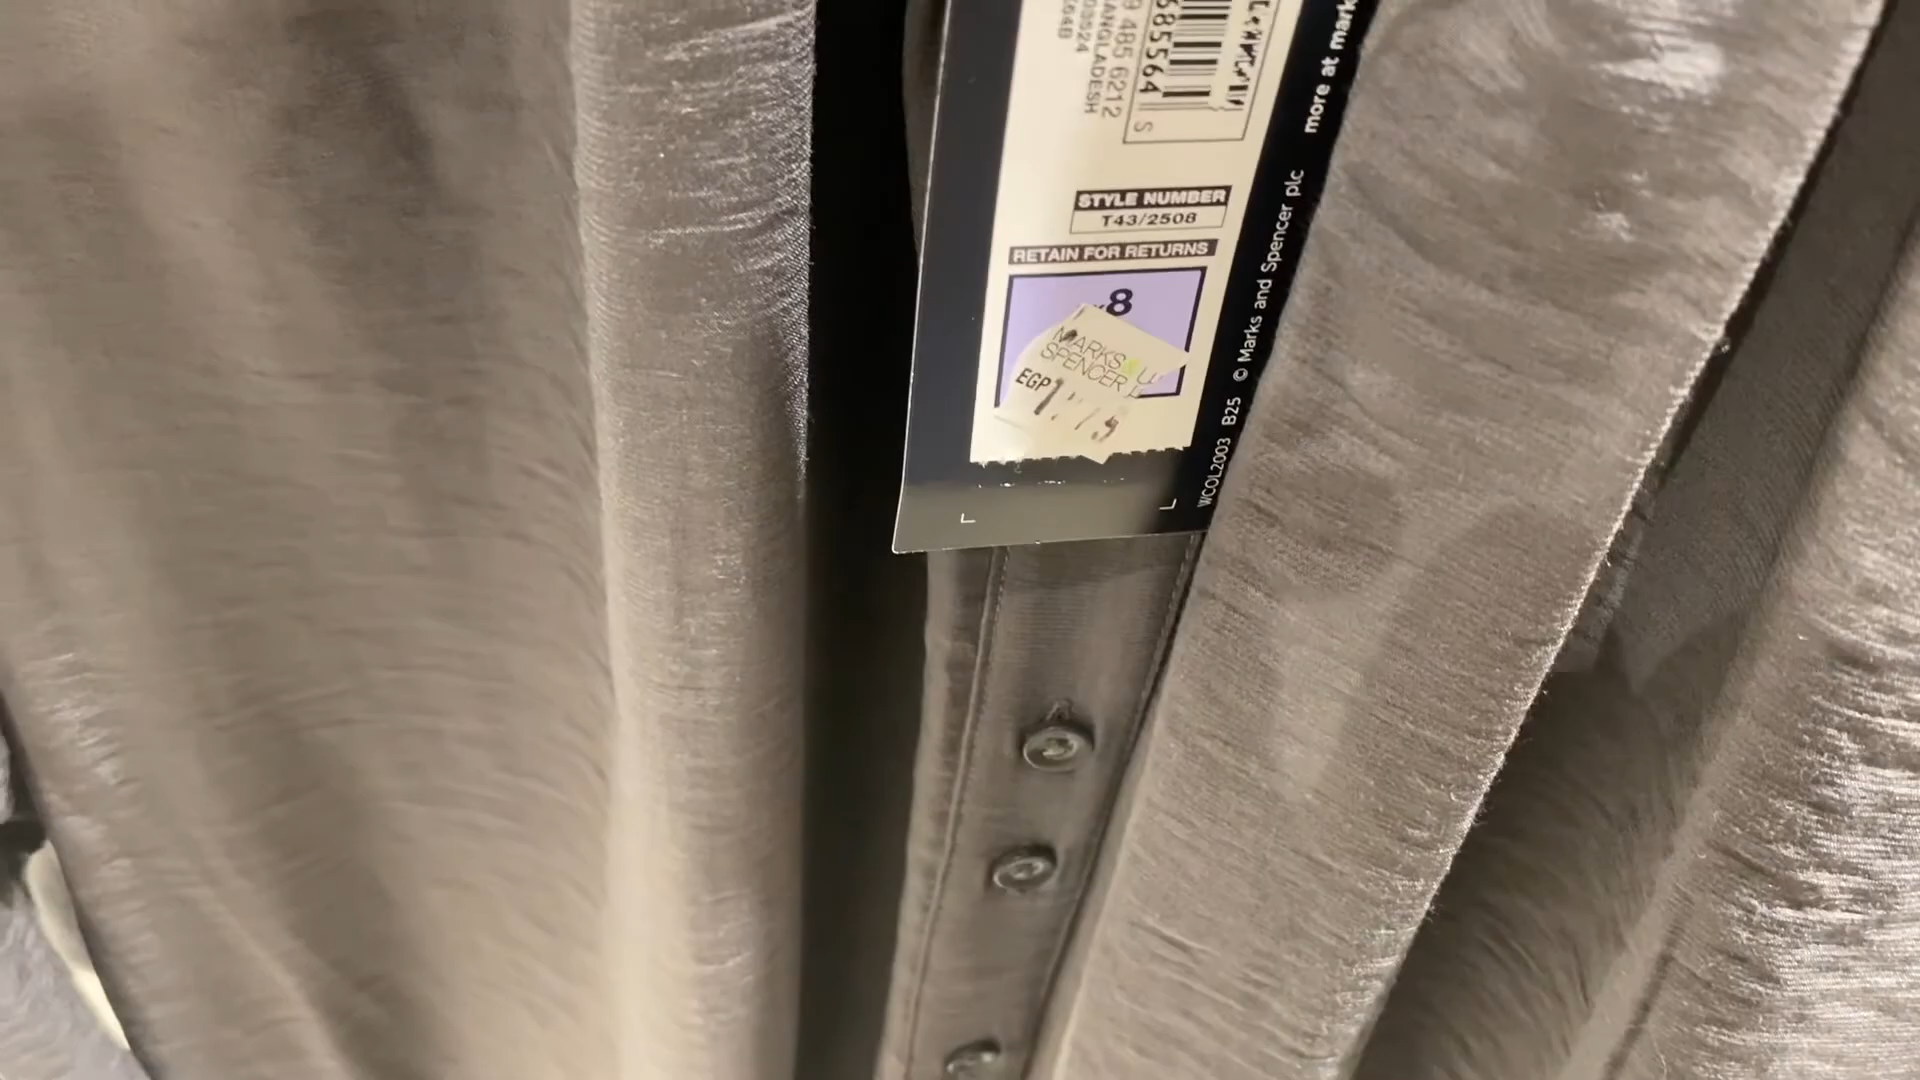 685564
S
9 485 6212
BANGLADESH
03524
more at mark
STYLE NUMBER
T43/2508
RETAIN FOR RETURNS
8
MARKS
SPENCER
EGP
WCOL2003 B25 © Marks and Spencer plc